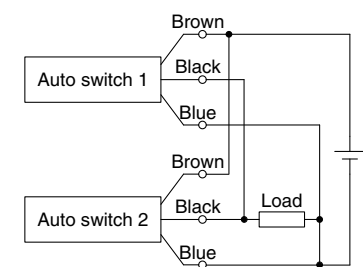 Brown
Auto switch 1
Black
Blue
Brown
Auto switch 2
Black
Load
Blue